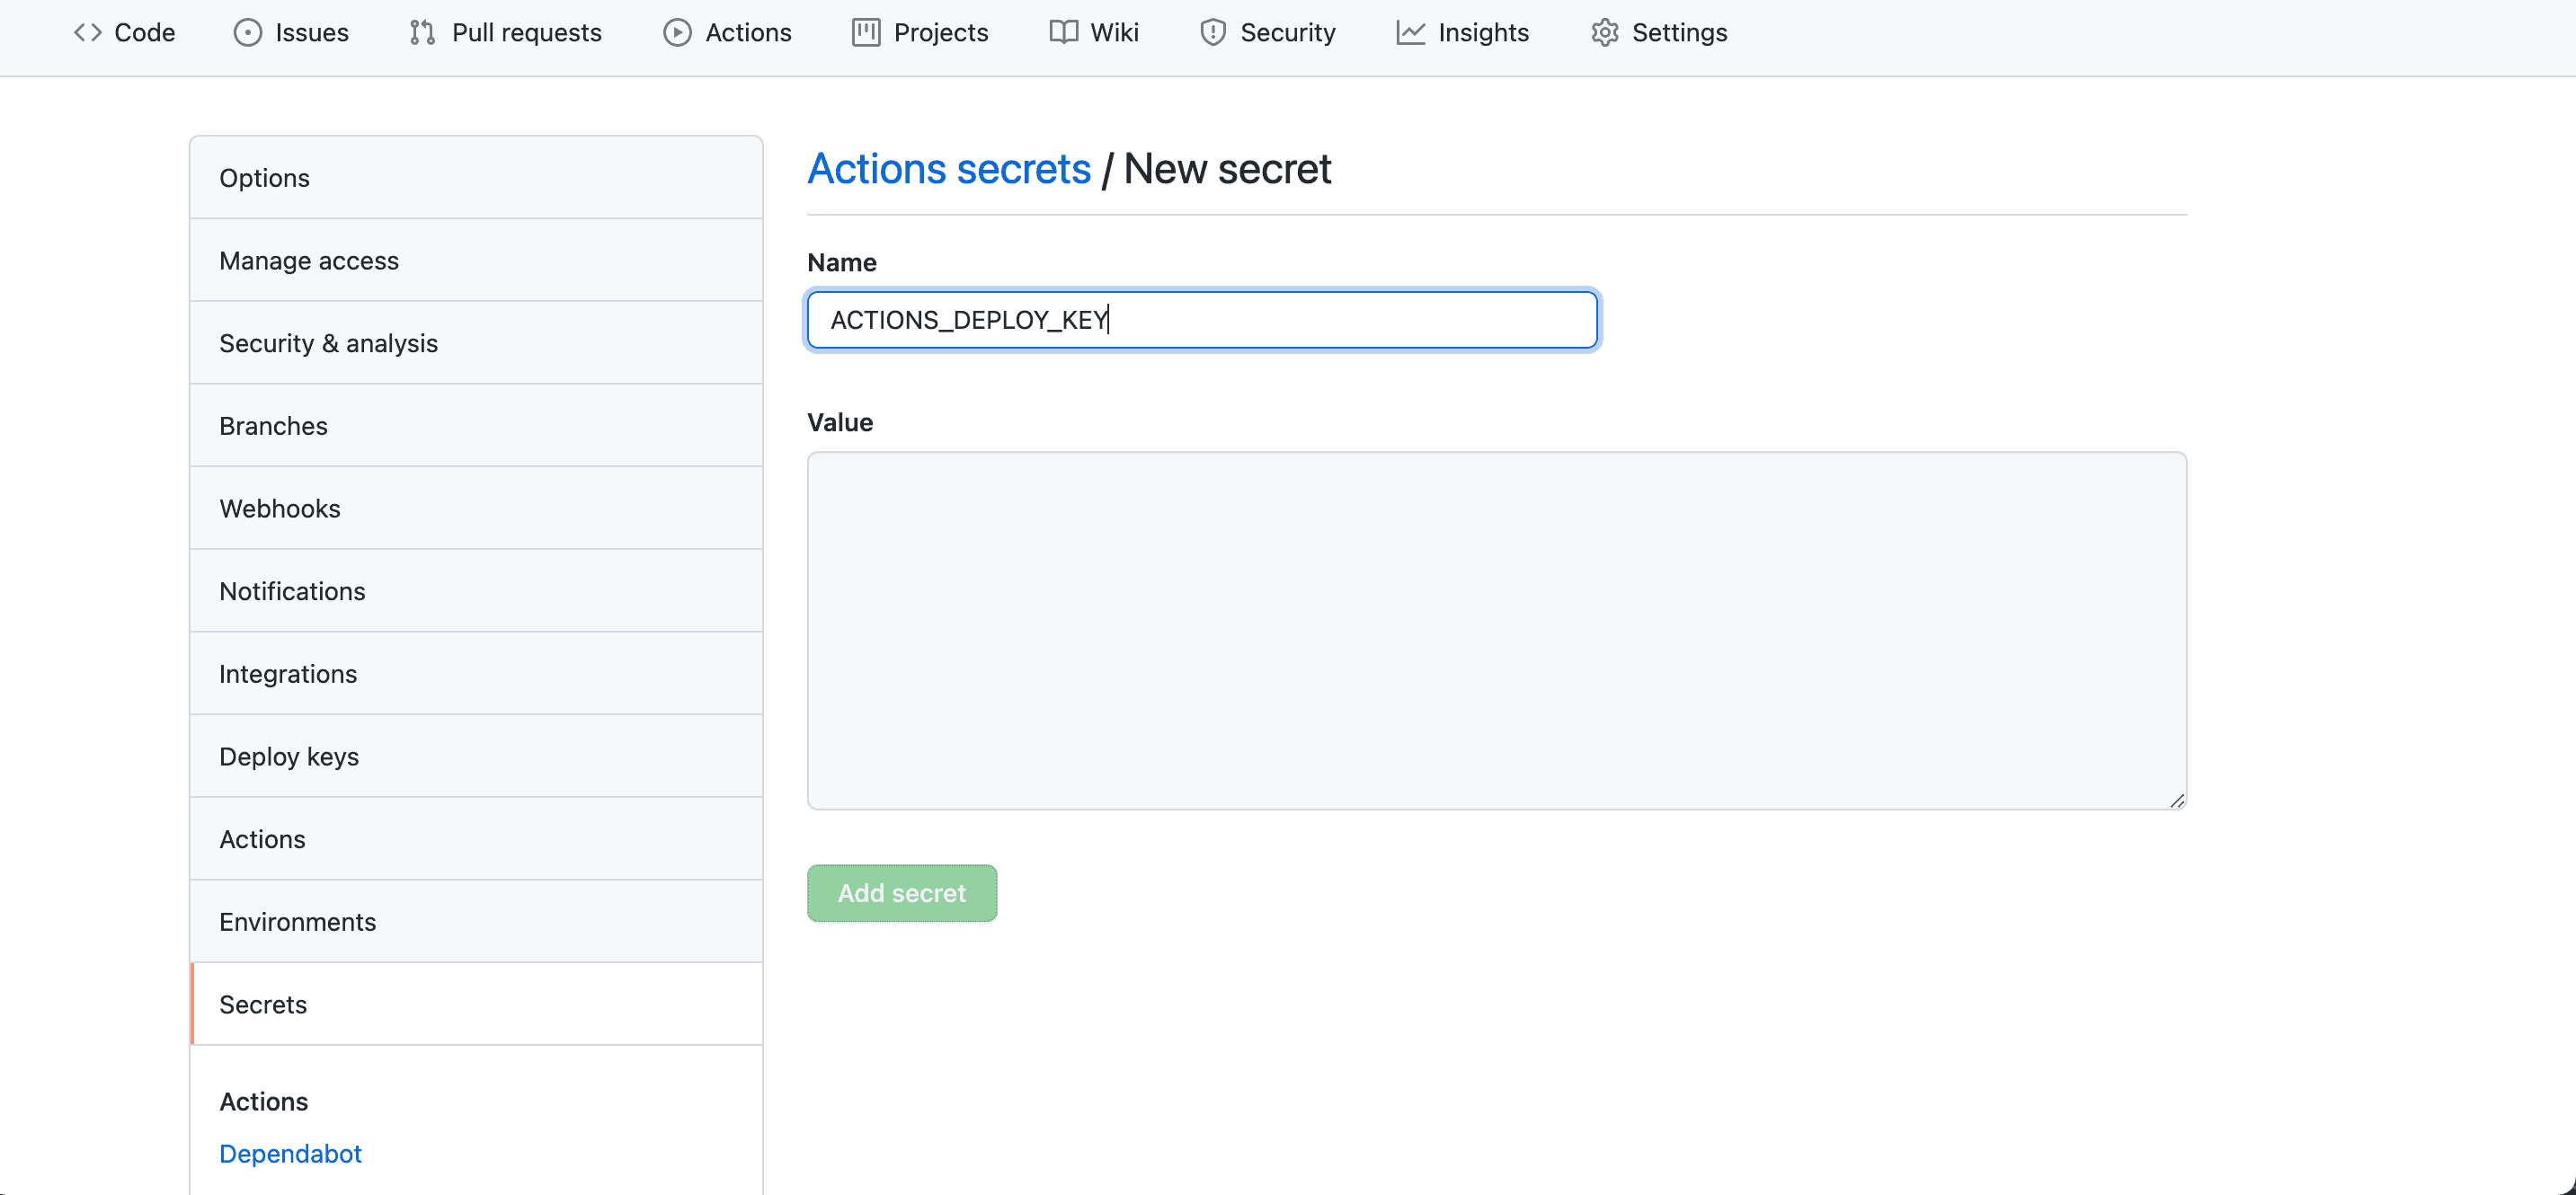 Code Issues Pull requests Actions Projects Wiki Security Insights Settings
Options
Manage access
Security & analysis
Branches
Webhooks
Notifications
Integrations
Deploy keys
Actions
Environments
Secrets
Actions
Dependabot
Actions secrets / New secret
Name
ACTIONS_DEPLOY_KEY
Value
Add secret